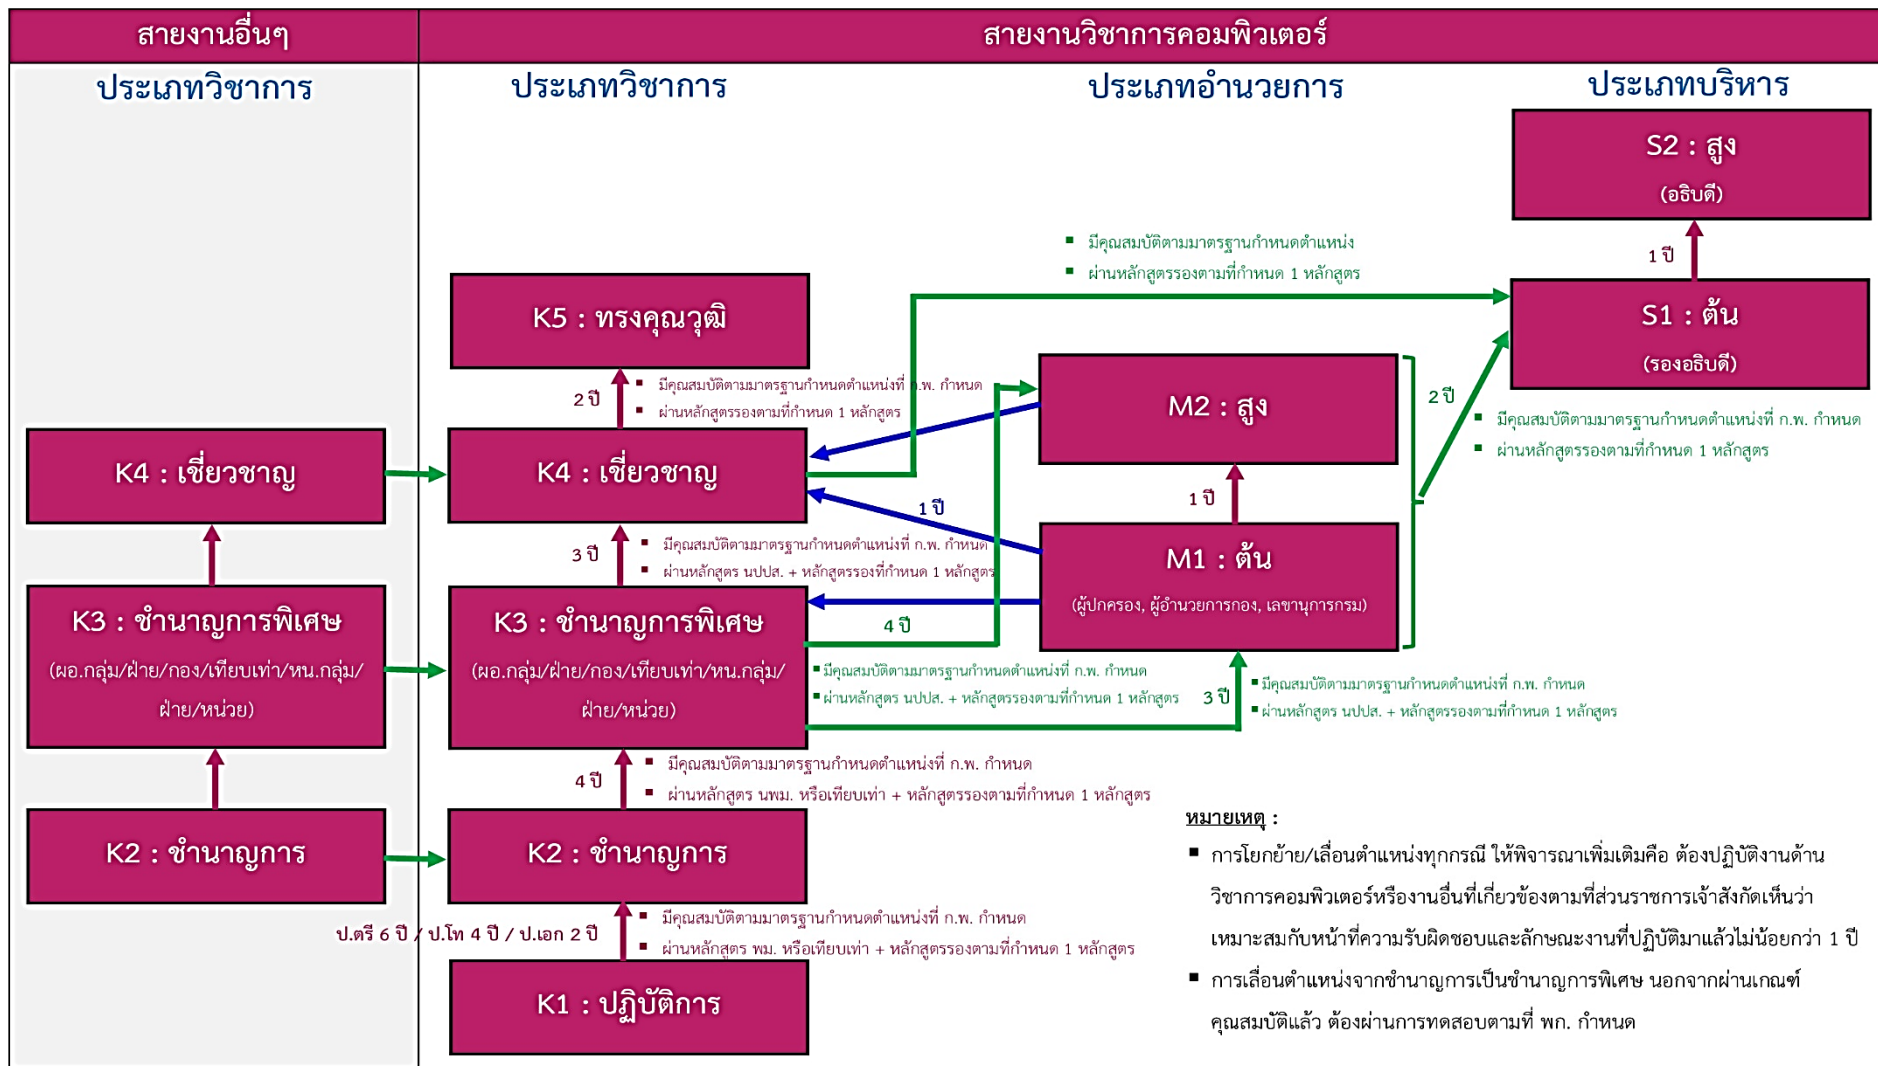 สายงานอื่นๆ
สายงานวิชาการคอมพิวเตอร์
ประเภทวิชาการ
ประเภทวิชาการ
ประเภทอำนวยการ
ประเภทบริหาร
S2 : สูง
(อธิบดี)
1 ปี
S1 : ต้น
(รองอธิบดี)
▪ มีคุณสมบัติตามมาตรฐานกำหนดตำแหน่ง
▪ ผ่านหลักสูตรรองตามที่กำหนด 1 หลักสูตร
K5 : ทรงคุณวุฒิ
2 ปี
▪ มีคุณสมบัติตามมาตรฐานกำหนดตำแหน่งที่ ก.พ. กำหนด
▪ ผ่านหลักสูตรรองตามที่กำหนด 1 หลักสูตร
M2 : สูง
2 ปี
▪ มีคุณสมบัติตามมาตรฐานกำหนดตำแหน่งที่ ก.พ. กำหนด
▪ ผ่านหลักสูตรรองตามที่กำหนด 1 หลักสูตร
K4 : เชี่ยวชาญ
K4 : เชี่ยวชาญ
1 ปี
1 ปี
3 ปี
▪ มีคุณสมบัติตามมาตรฐานกำหนดตำแหน่งที่ ก.พ. กำหนด
▪ ผ่านหลักสูตร นปปส. + หลักสูตรรองที่กำหนด 1 หลักสูตร
M1 : ต้น
(ผู้ปกครอง, ผู้อำนวยการกอง, เลขานุการกรม)
K3 : ชำนาญการพิเศษ
(ผอ.กลุ่ม/ฝ่าย/กอง/เทียบเท่า/หน.กลุ่ม/
ฝ่าย/หน่วย)
K3 : ชำนาญการพิเศษ
(ผอ.กลุ่ม/ฝ่าย/กอง/เทียบเท่า/หน.กลุ่ม/
ฝ่าย/หน่วย)
4 ปี
▪ มีคุณสมบัติตามมาตรฐานกำหนดตำแหน่งที่ ก.พ. กำหนด
▪ ผ่านหลักสูตร นปปส. + หลักสูตรรองตามที่กำหนด 1 หลักสูตร
3 ปี
▪ มีคุณสมบัติตามมาตรฐานกำหนดตำแหน่งที่ ก.พ. กำหนด
▪ ผ่านหลักสูตร นปปส. + หลักสูตรรองตามที่กำหนด 1 หลักสูตร
4 ปี
▪ มีคุณสมบัติตามมาตรฐานกำหนดตำแหน่งที่ ก.พ. กำหนด
▪ ผ่านหลักสูตร นพม. หรือเทียบเท่า + หลักสูตรรองตามที่กำหนด 1 หลักสูตร
K2 : ชำนาญการ
K2 : ชำนาญการ
ป.ตรี 6 ปี / ป.โท 4 ปี / ป.เอก 2 ปี
▪ มีคุณสมบัติตามมาตรฐานกำหนดตำแหน่งที่ ก.พ. กำหนด
▪ ผ่านหลักสูตร พม. หรือเทียบเท่า + หลักสูตรรองตามที่กำหนด 1 หลักสูตร
K1 : ปฏิบัติการ
หมายเหตุ :
▪ การโยกย้าย/เลื่อนตำแหน่งทุกกรณี ให้พิจารณาเพิ่มเติมคือ ต้องปฏิบัติงานด้าน
วิชาการคอมพิวเตอร์หรืองานอื่นที่เกี่ยวข้องตามที่ส่วนราชการเจ้าสังกัดเห็นว่า
เหมาะสมกับหน้าที่ความรับผิดชอบและลักษณะงานที่ปฏิบัติมาแล้วไม่น้อยกว่า 1 ปี
▪ การเลื่อนตำแหน่งจากชำนาญการเป็นชำนาญการพิเศษ นอกจากผ่านเกณฑ์
คุณสมบัติแล้ว ต้องผ่านการทดสอบตามที่ พก. กำหนด